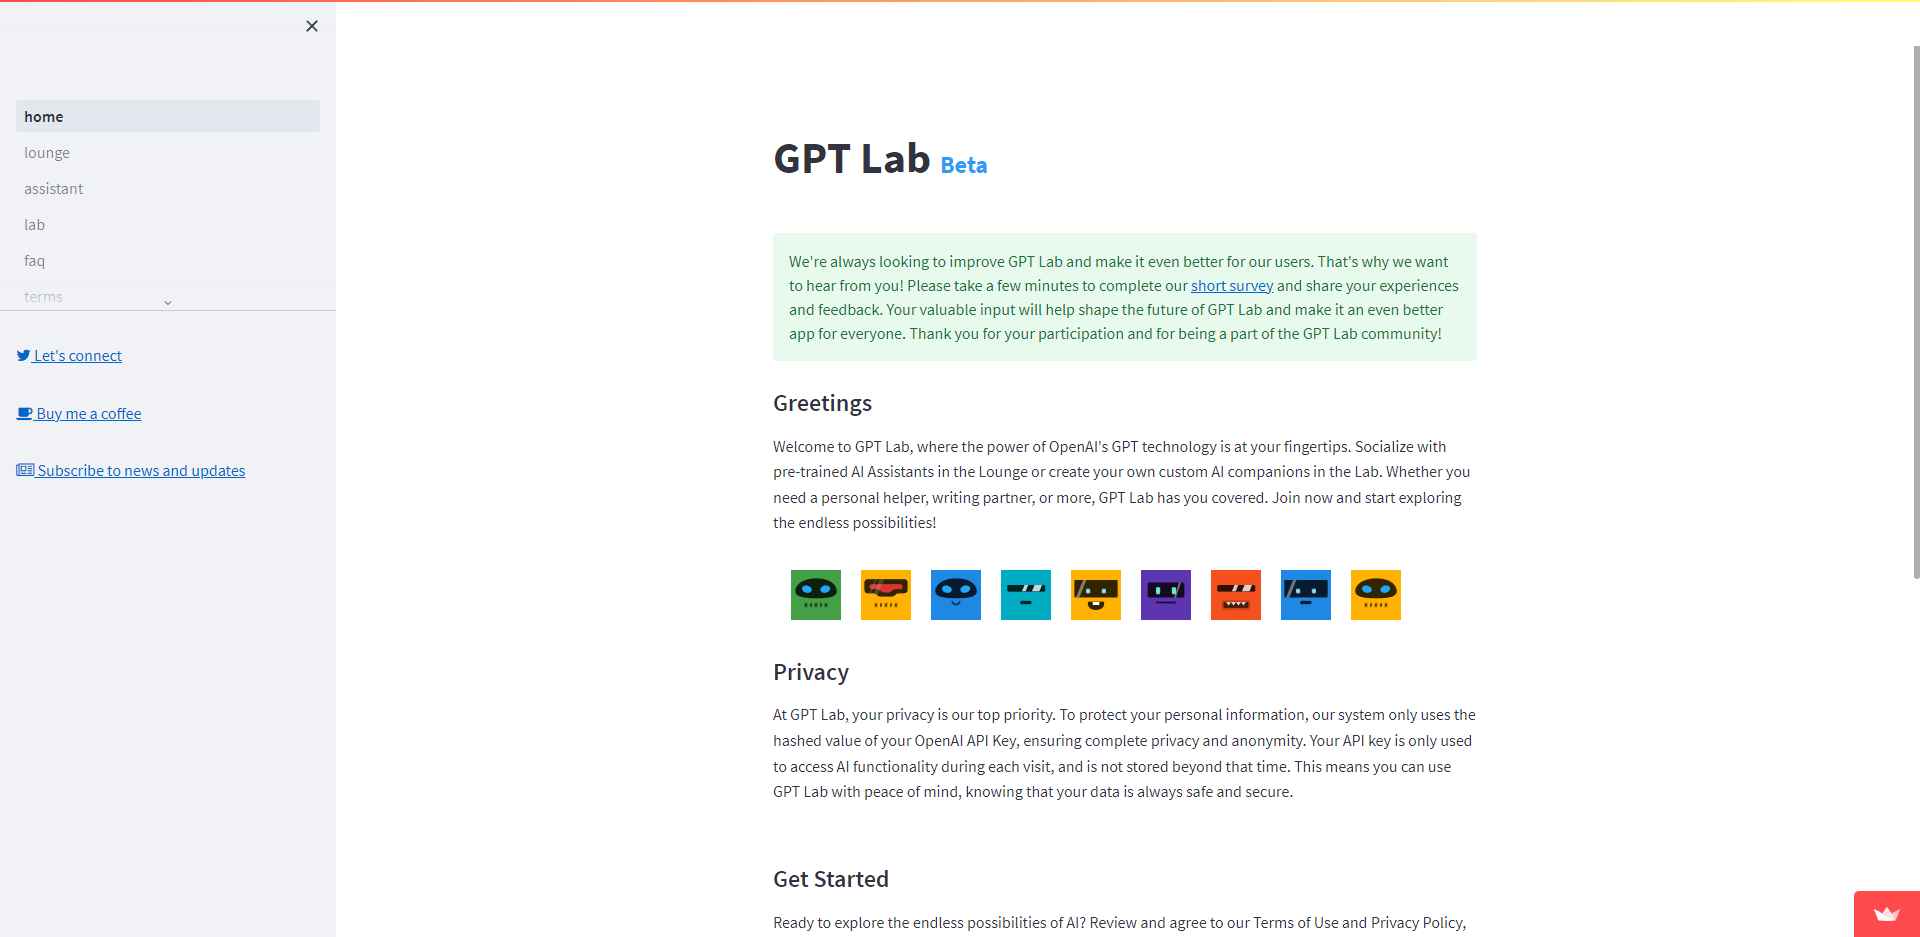 home
lounge
assistant
lab
faq
terms
Let's connect
Buy me a coffee
Subscribe to news and updates
GPT Lab Beta
We're always looking to improve GPT Lab and make it even better for our users. That's why we want
to hear from you! Please take a few minutes to complete our short survey and share your experiences
and feedback. Your valuable input will help shape the future of GPT Lab and make it an even better
app for everyone. Thank you for your participation and for being a part of the GPT Lab community!
Greetings
Welcome to GPT Lab, where the power of OpenAI's GPT technology is at your fingertips. Socialize with
pre-trained AI Assistants in the Lounge or create your own custom AI companions in the Lab. Whether you
need a personal helper, writing partner, or more, GPT Lab has you covered. Join now and start exploring
the endless possibilities!
Privacy
At GPT Lab, your privacy is our top priority. To protect your personal information, our system only uses the
hashed value of your OpenAI API Key, ensuring complete privacy and anonymity. Your API key is only used
to access AI functionality during each visit, and is not stored beyond that time. This means you can use
GPT Lab with peace of mind, knowing that your data is always safe and secure.
Get Started
Ready to explore the endless possibilities of AI? Review and agree to our Terms of Use and Privacy Policy,